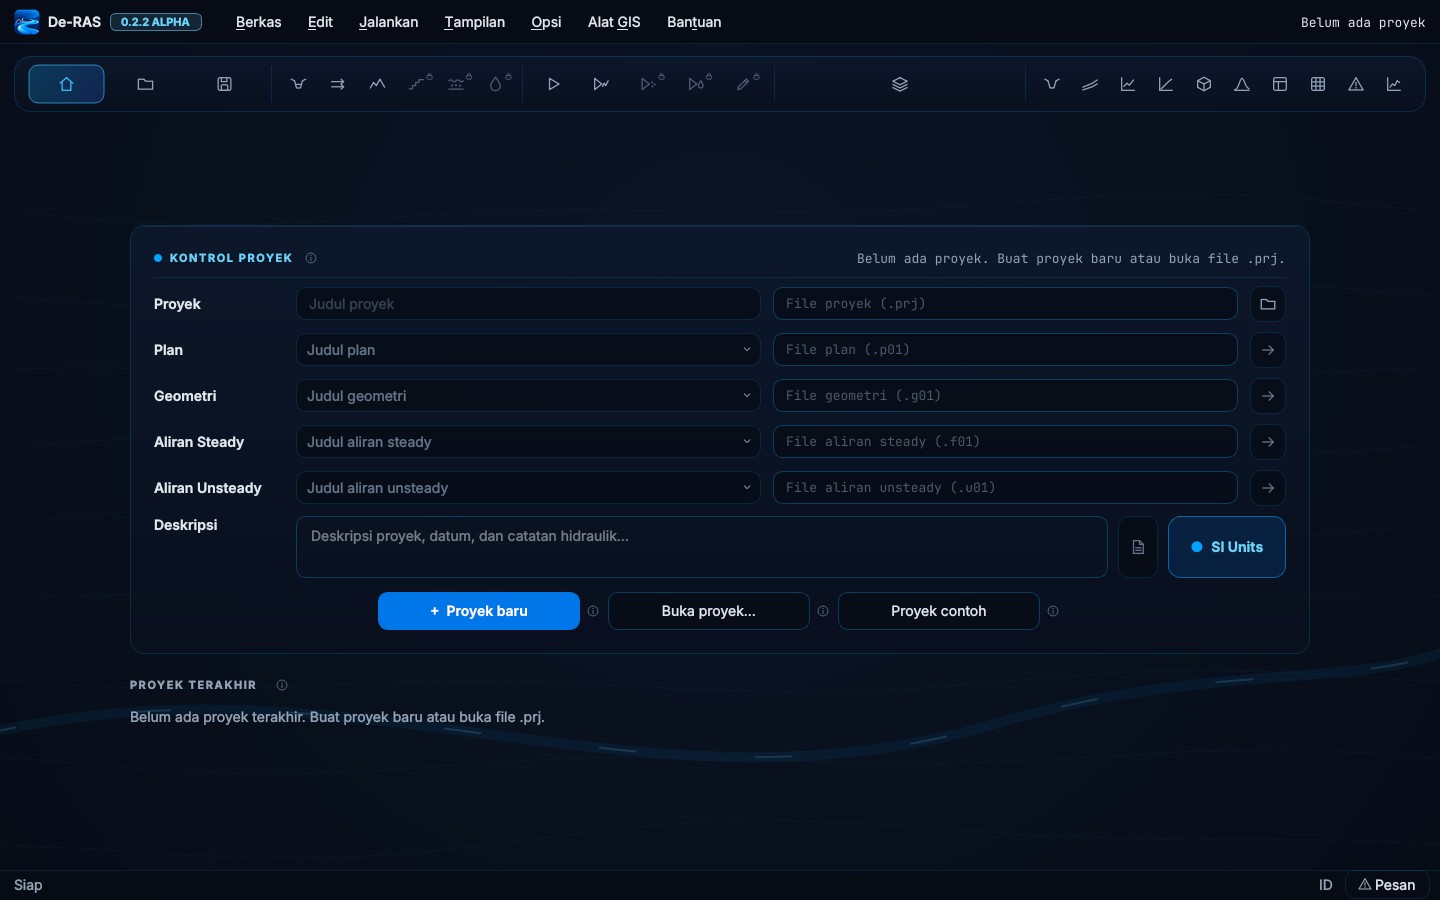 De-RAS 0.2.2 ALPHA Berkas Edit Jalankan Tampilan Opsi Alat GIS Bantuan Belum ada proyek
KONTROL PROYEK Belum ada proyek. Buat proyek baru atau buka file .prj.
Proyek Judul proyek File proyek (.prj)
Plan Judul plan File plan (.p01)
Geometri Judul geometri File geometri (.g01)
Aliran Steady Judul aliran steady File aliran steady (.f01)
Aliran Unsteady Judul aliran unsteady File aliran unsteady (.u01)
Deskripsi Deskripsi proyek, datum, dan catatan hidraulik... SI Units
+ Proyek baru Buka proyek... Proyek contoh
PROYEK TERAKHIR
Belum ada proyek terakhir. Buat proyek baru atau buka file .prj.
Siap ID Pesan